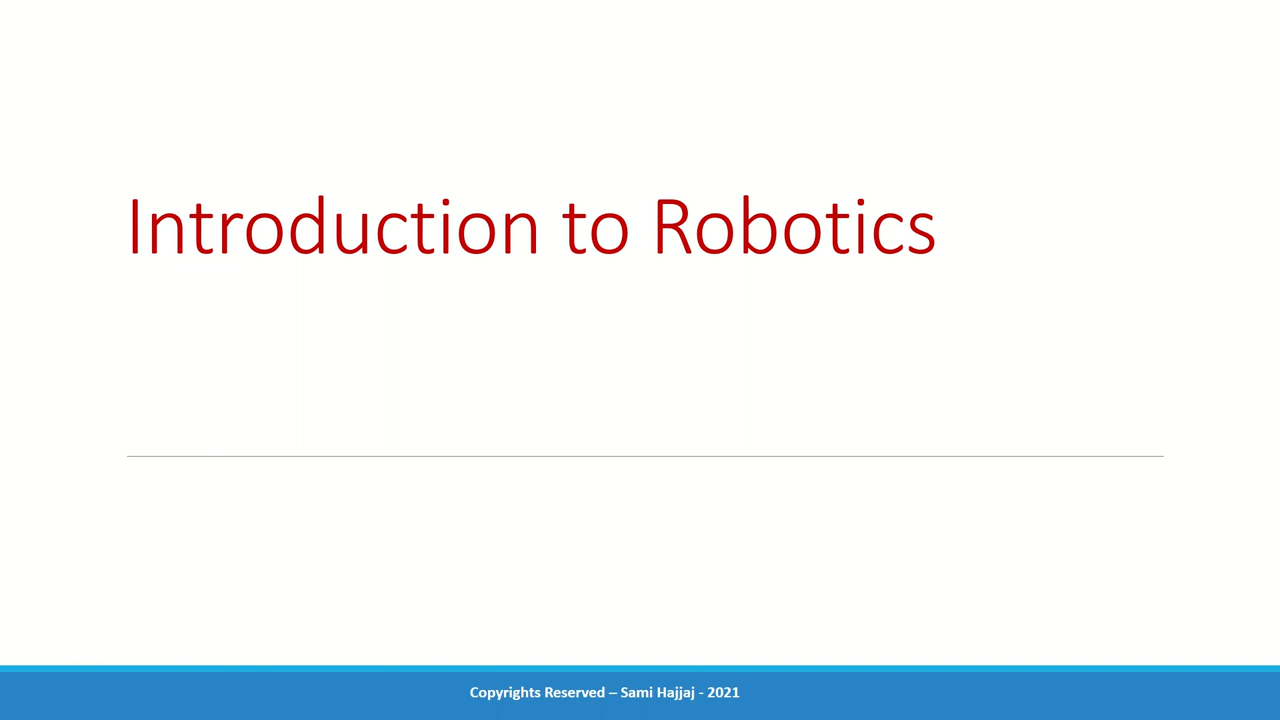 Introduction to Robotics
Copyrights Reserved – Sami Hajjaj - 2021